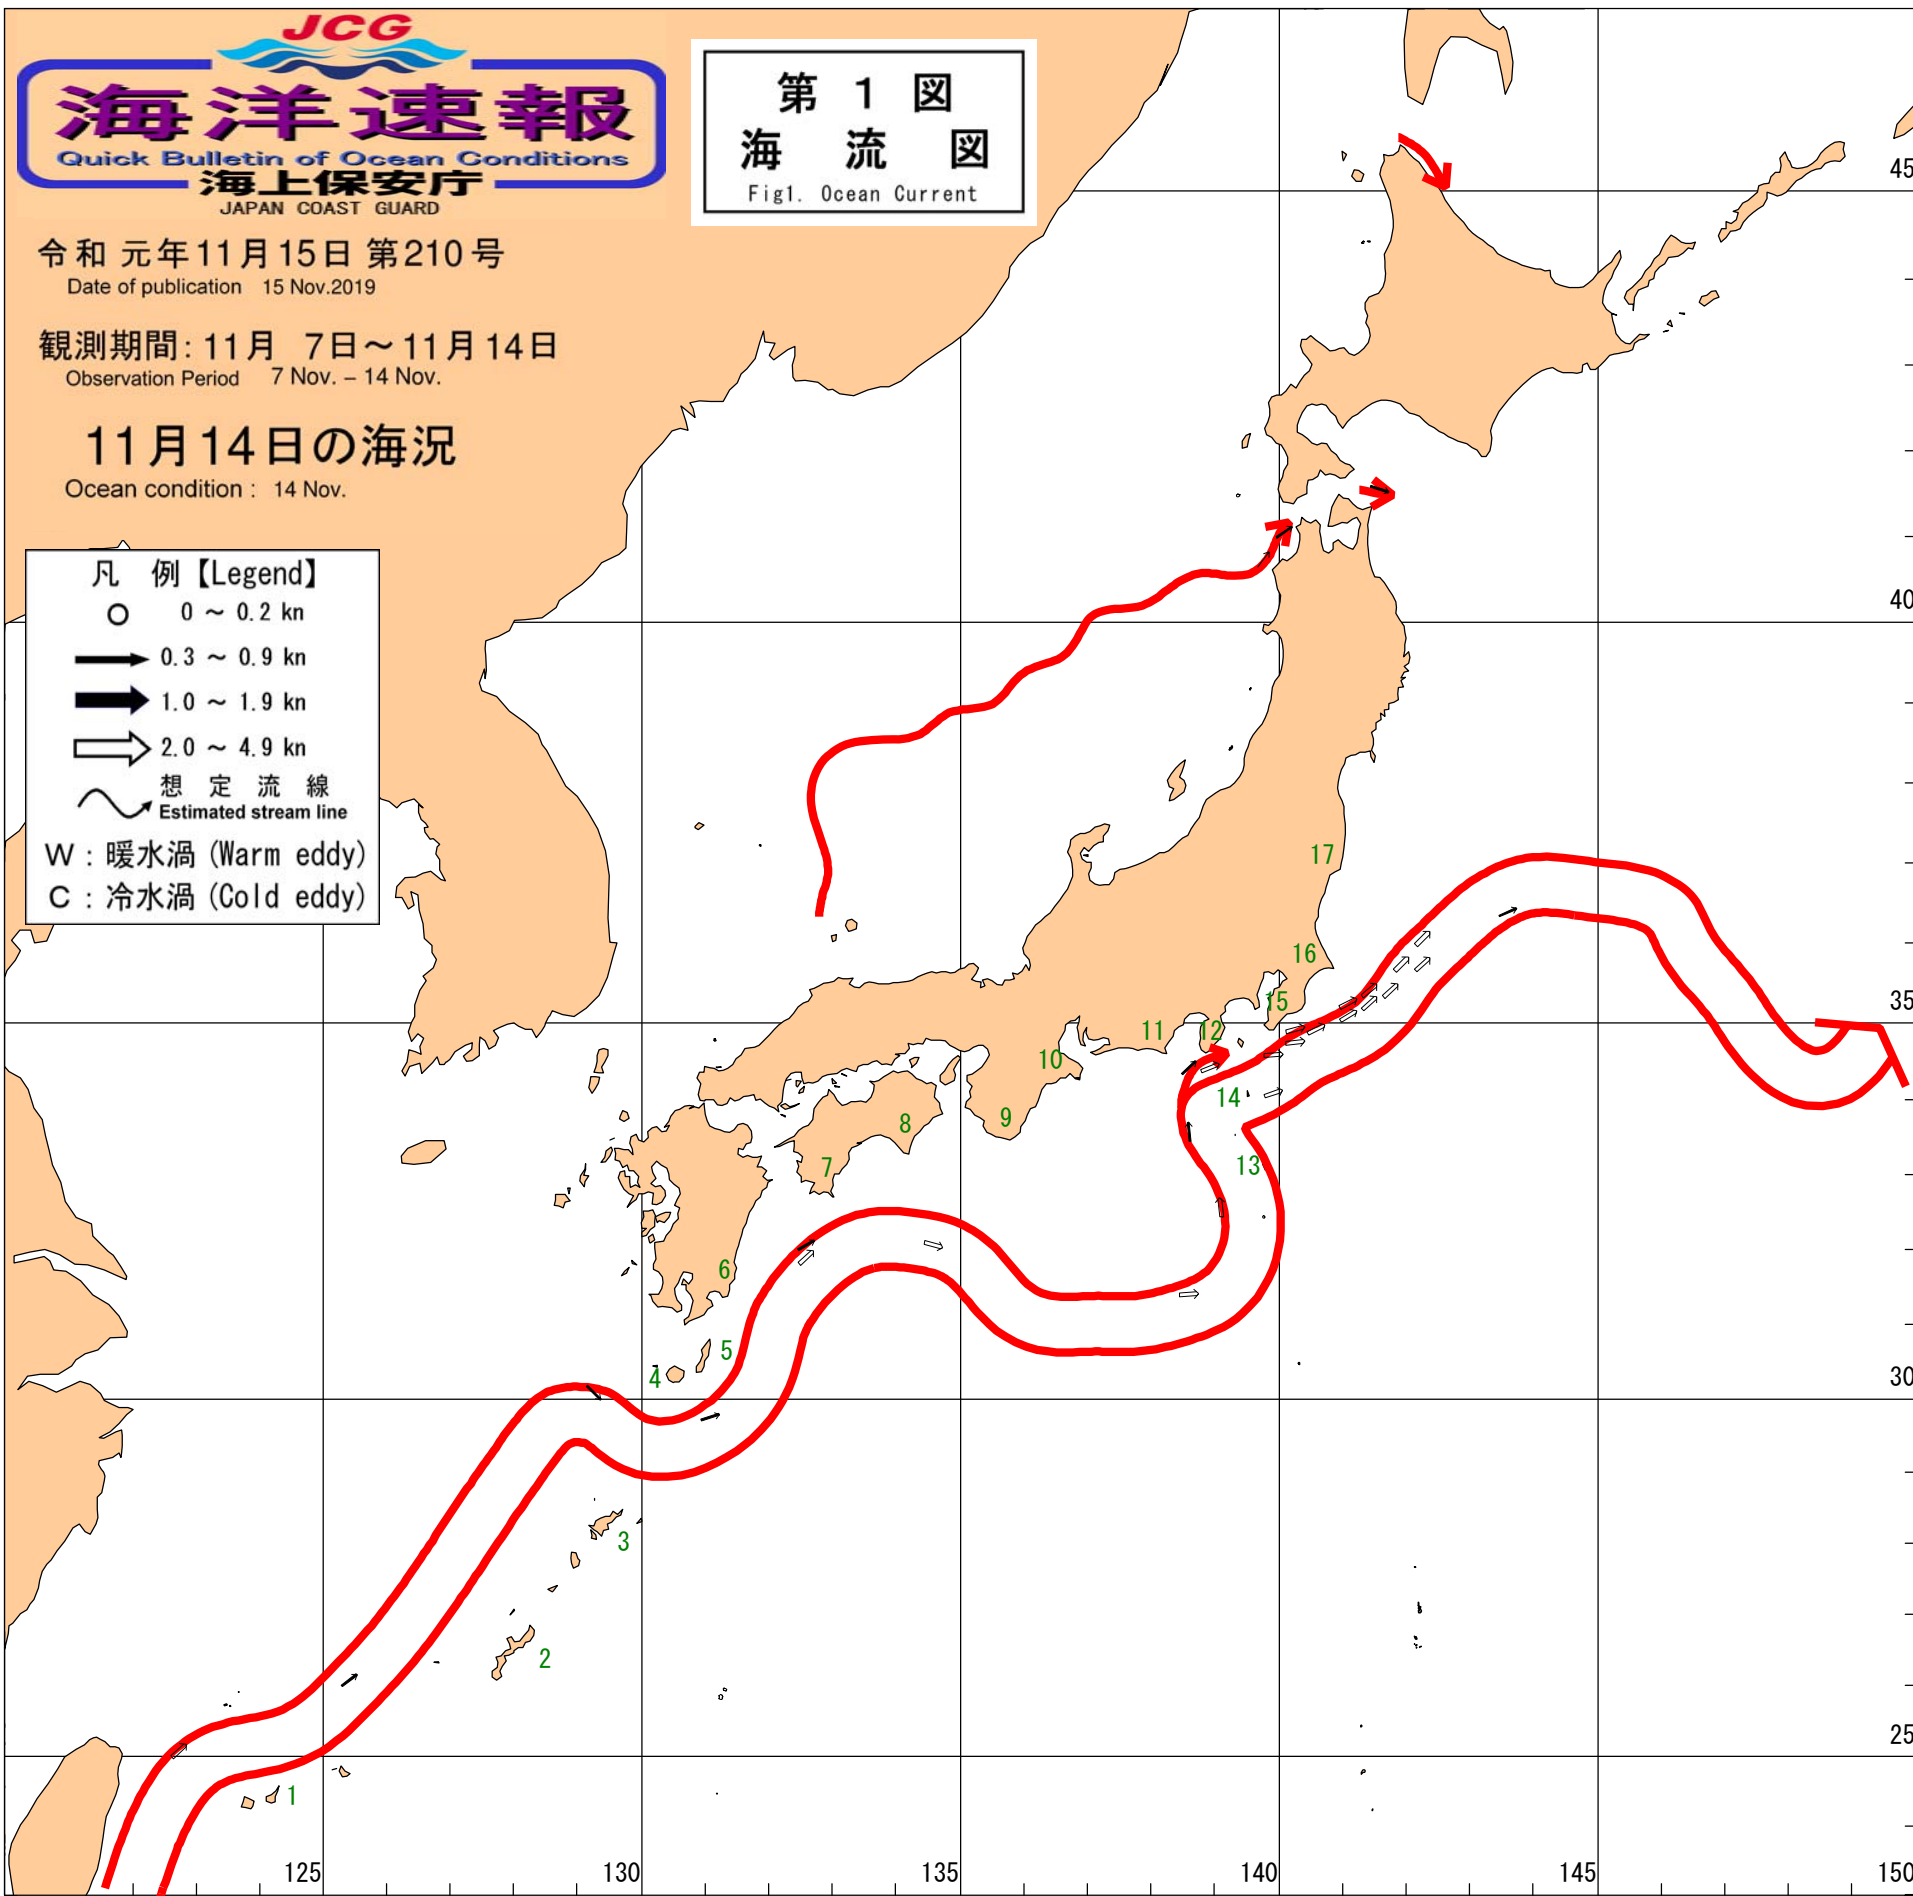 JCG
海洋速報
Quick Bulletin of Ocean Conditions
海上保安庁
JAPAN COAST GUARD
第 1 図
海 流 図
Fig1. Ocean Current
令和 元年11月15日 第210号
Date of publication 15 Nov.2019
観測期間: 11月 7日～11月14日
Observation Period 7 Nov. – 14 Nov.
11月14日の海況
Ocean condition : 14 Nov.
凡 例【Legend】
0 ～ 0.2 kn
0.3 ～ 0.9 kn
1.0 ～ 1.9 kn
2.0 ～ 4.9 kn
想 定 流 線
Estimated stream line
W : 暖水渦 (Warm eddy)
C : 冷水渦 (Cold eddy)
45
40
35
30
25
17
16
15
12
11
10
14
9
8
7
13
6
5
4
3
2
1
125
130
135
140
145
150